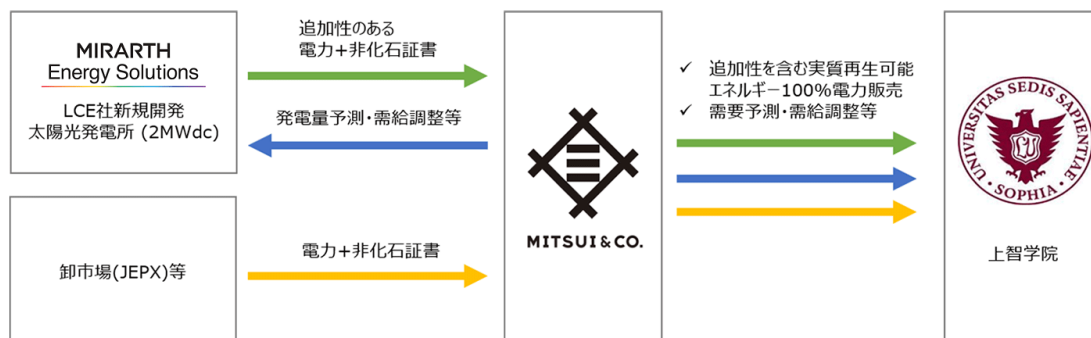 MIRARTH
Energy Solutions
LCE社新規開発
太陽光発電所 (2MWdc)
追加性のある
電力+非化石証書
発電量予測・需給調整等
卸市場(JEPX)等
電力+非化石証書
MITSUI & CO.
✓ 追加性を含む実質再生可能
エネルギー100%電力販売
✓ 需要予測・需給調整等
UNIVERSITAS SEDIS SAPIENTIAE
SOPHIA
LU
上智学院